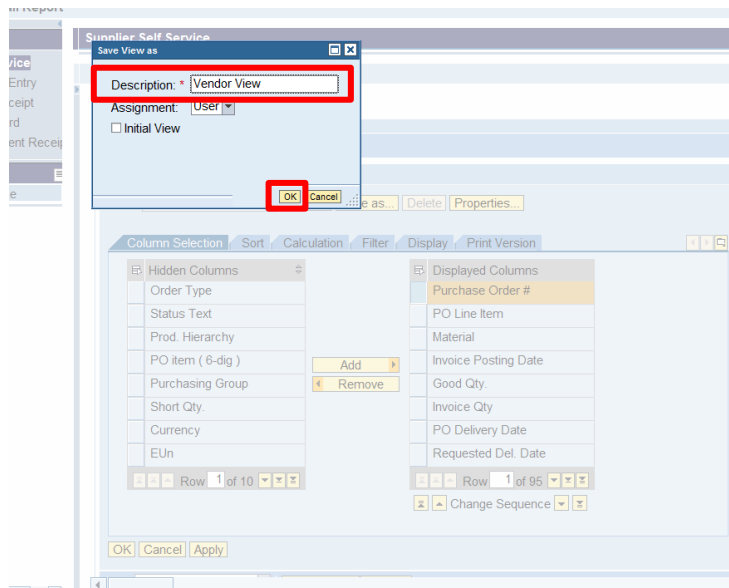 Report
Supplier Self Service
Save View as
vice
Entry
ceipt
rd
ent Receip
e
Description: * Vendor View
Assignment: User
Initial View
OK Cancel
e as... Delete Properties...
Column Selection Sort Calculation Filter Display Print Version
Hidden Columns
Order Type
Status Text
Prod. Hierarchy
PO item ( 6-dig )
Purchasing Group
Short Qty.
Currency
EUn
Row 1 of 10
Add
Remove
Displayed Columns
Purchase Order #
PO Line Item
Material
Invoice Posting Date
Good Qty.
Invoice Qty
PO Delivery Date
Requested Del. Date
Row 1 of 95
Change Sequence
OK Cancel Apply